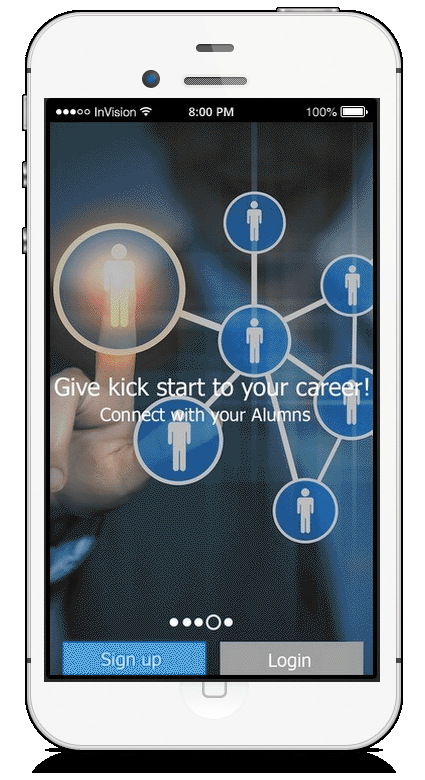 InVision 8:00 PM 100%
Give kick start to your career!
Connect with your Alumns
Sign up Login